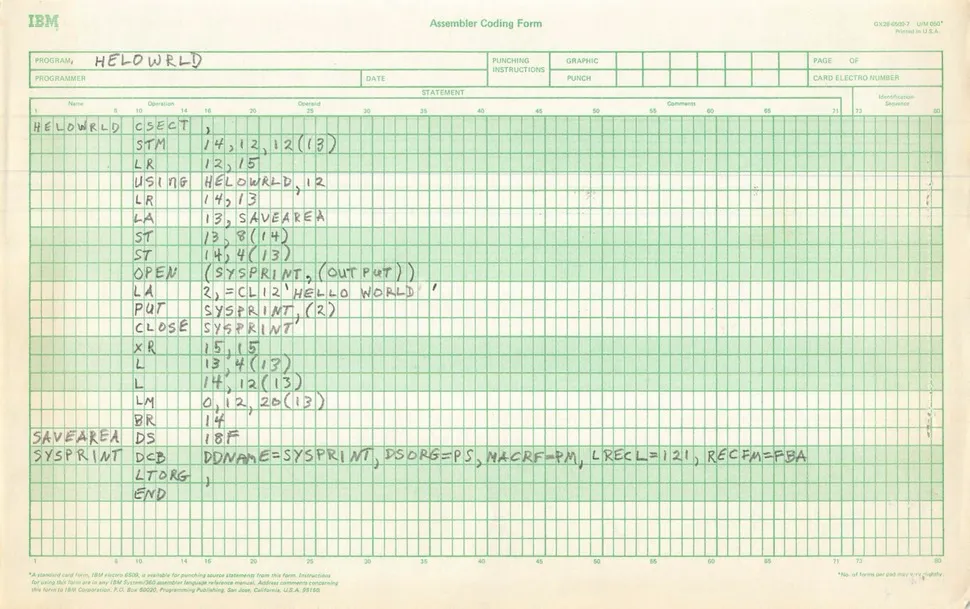 IBM
Assembler Coding Form
GX28-6509-7 U/M 050*
Printed in U.S.A.
PROGRAM HELOWRLD PUNCHING INSTRUCTIONS GRAPHIC PAGE OF
PROGRAMMER DATE PUNCH CARD ELECTRO NUMBER
STATEMENT
Name Operation Operand Comments Identification Sequence
1 8 10 14 16 20 25 30 35 40 45 50 55 60 65 71 73 80
HELOWRLD CSECT ,
STM 14,12,12(13)
LR 12,15
USING HELOWRLD,12
LR 14,13
LA 13,SAVEAREA
ST 13,8(14)
ST 14,4(13)
OPEN (SYSPRINT,(OUTPUT))
LA 2,=CL12'HELLO WORLD '
PUT SYSPRINT,(2)
CLOSE SYSPRINT
XR 15,15
L 13,4(13)
L 14,12(13)
LM 0,12,20(13)
BR 14
SAVEAREA DS 18F
SYSPRINT DCB DDNAME=SYSPRINT,DSORG=PS,MACRF=PM,LRECL=121,RECFM=FBA
LTORG ,
END
1 8 10 14 16 20 25 30 35 40 45 50 55 60 65 71 73 80
*A standard card form, IBM electro 6509, is available for punching source statements from this form. Instructions
for using this form are in any IBM System/360 assembler language reference manual. Address comments concerning
this form to IBM Corporation, P.O. Box 50020, Programming Publishing, San Jose, California, U.S.A. 95150
*No. of forms per pad may vary slightly